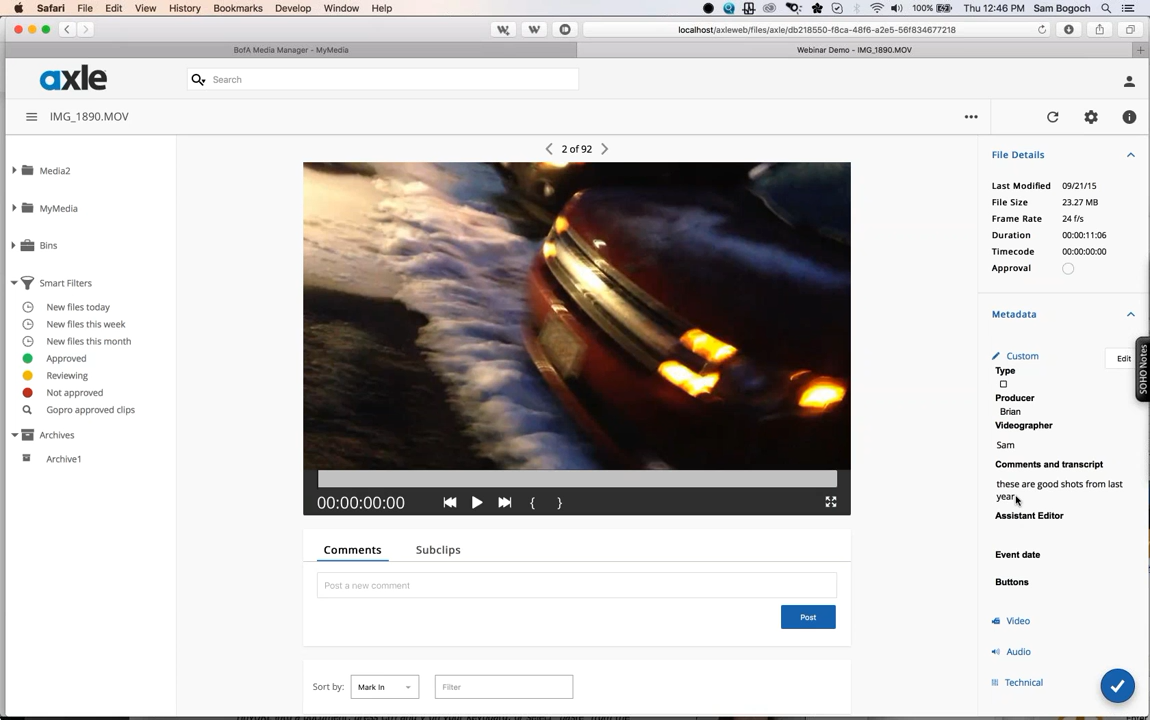 Safari File Edit View History Bookmarks Develop Window Help 100% Thu 12:46 PM Sam Bogoch
localhost/axleweb/files/axle/db218550-f8ca-48f6-a2e5-56f834677218
BofA Media Manager - MyMedia
Webinar Demo - IMG_1890.MOV
axle
Search
IMG_1890.MOV
2 of 92
Media2
MyMedia
Bins
Smart Filters
New files today
New files this week
New files this month
Approved
Reviewing
Not approved
Gopro approved clips
Archives
Archive1
00:00:00:00
{ }
Comments
Subclips
Post a new comment
Post
Sort by:
Mark In
Filter
File Details
Last Modified 09/21/15
File Size 23.27 MB
Frame Rate 24 f/s
Duration 00:00:11:06
Timecode 00:00:00:00
Approval
Metadata
Custom
Edit
Type
Producer
Brian
Videographer
Sam
Comments and transcript
these are good shots from last
year
Assistant Editor
Event date
Buttons
Video
Audio
Technical
SOHO Notes